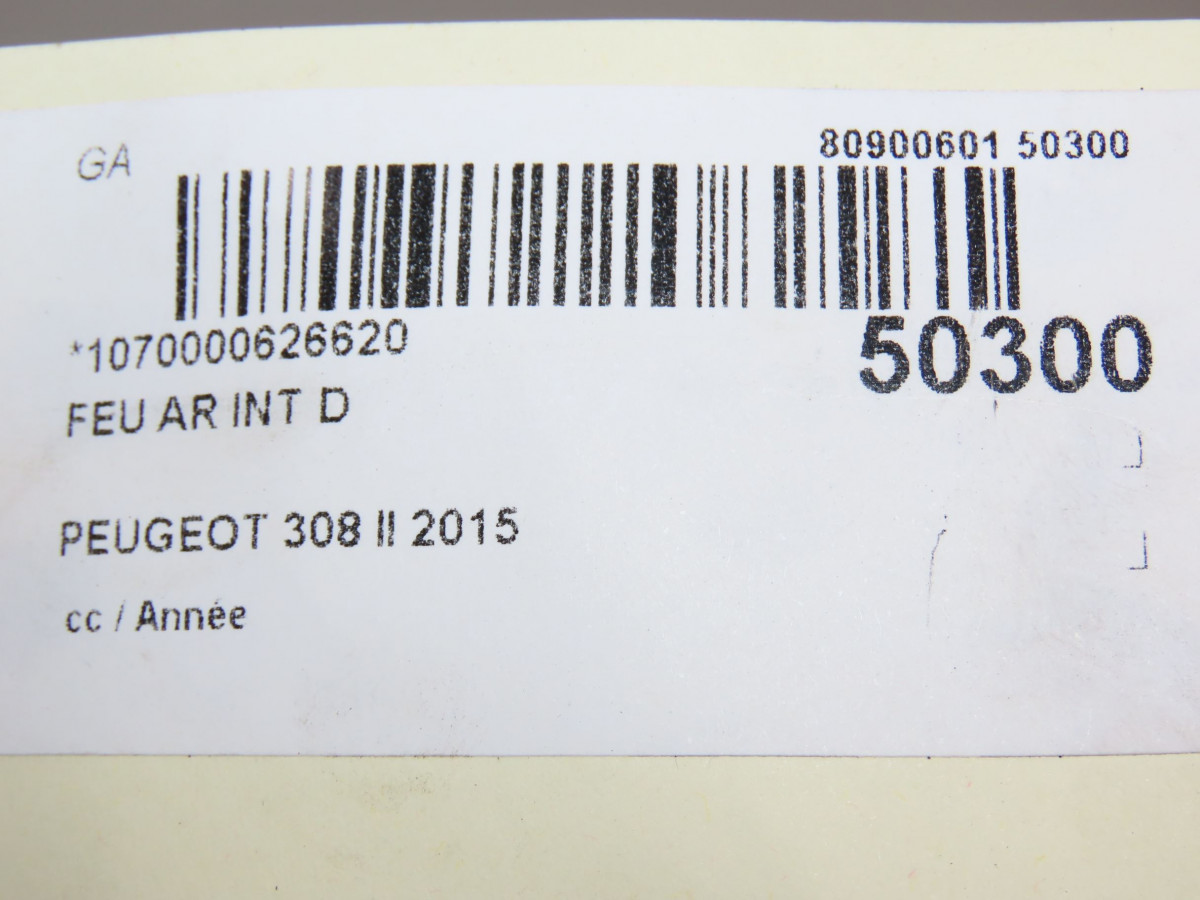 GA
80900601 50300
*1070000626620
50300
FEU AR INT D
PEUGEOT 308 II 2015
cc / Année